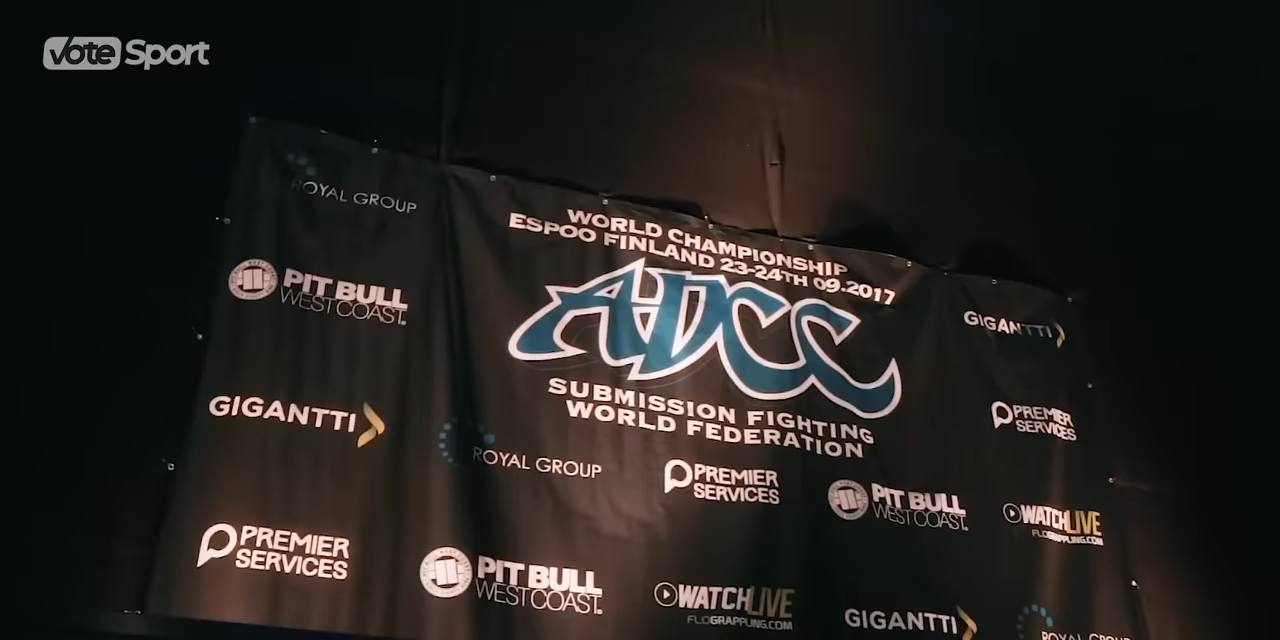 vote Sport
ROYAL GROUP
WORLD CHAMPIONSHIP
ESPOO FINLAND 23-24TH 09.2017
ADCC
SUBMISSION FIGHTING
WORLD FEDERATION
PIT BULL
WEST COAST
GIGANTTI
GIGANTTI
PREMIER
SERVICES
ROYAL GROUP
PREMIER
SERVICES
PIT BULL
WEST COAST
WATCHLIVE
FLOGRAPPLING.COM
PREMIER
SERVICES
PIT BULL
WEST COAST
WATCHLIVE
FLOGRAPPLING.COM
GIGANTTI
ROYAL GROUP